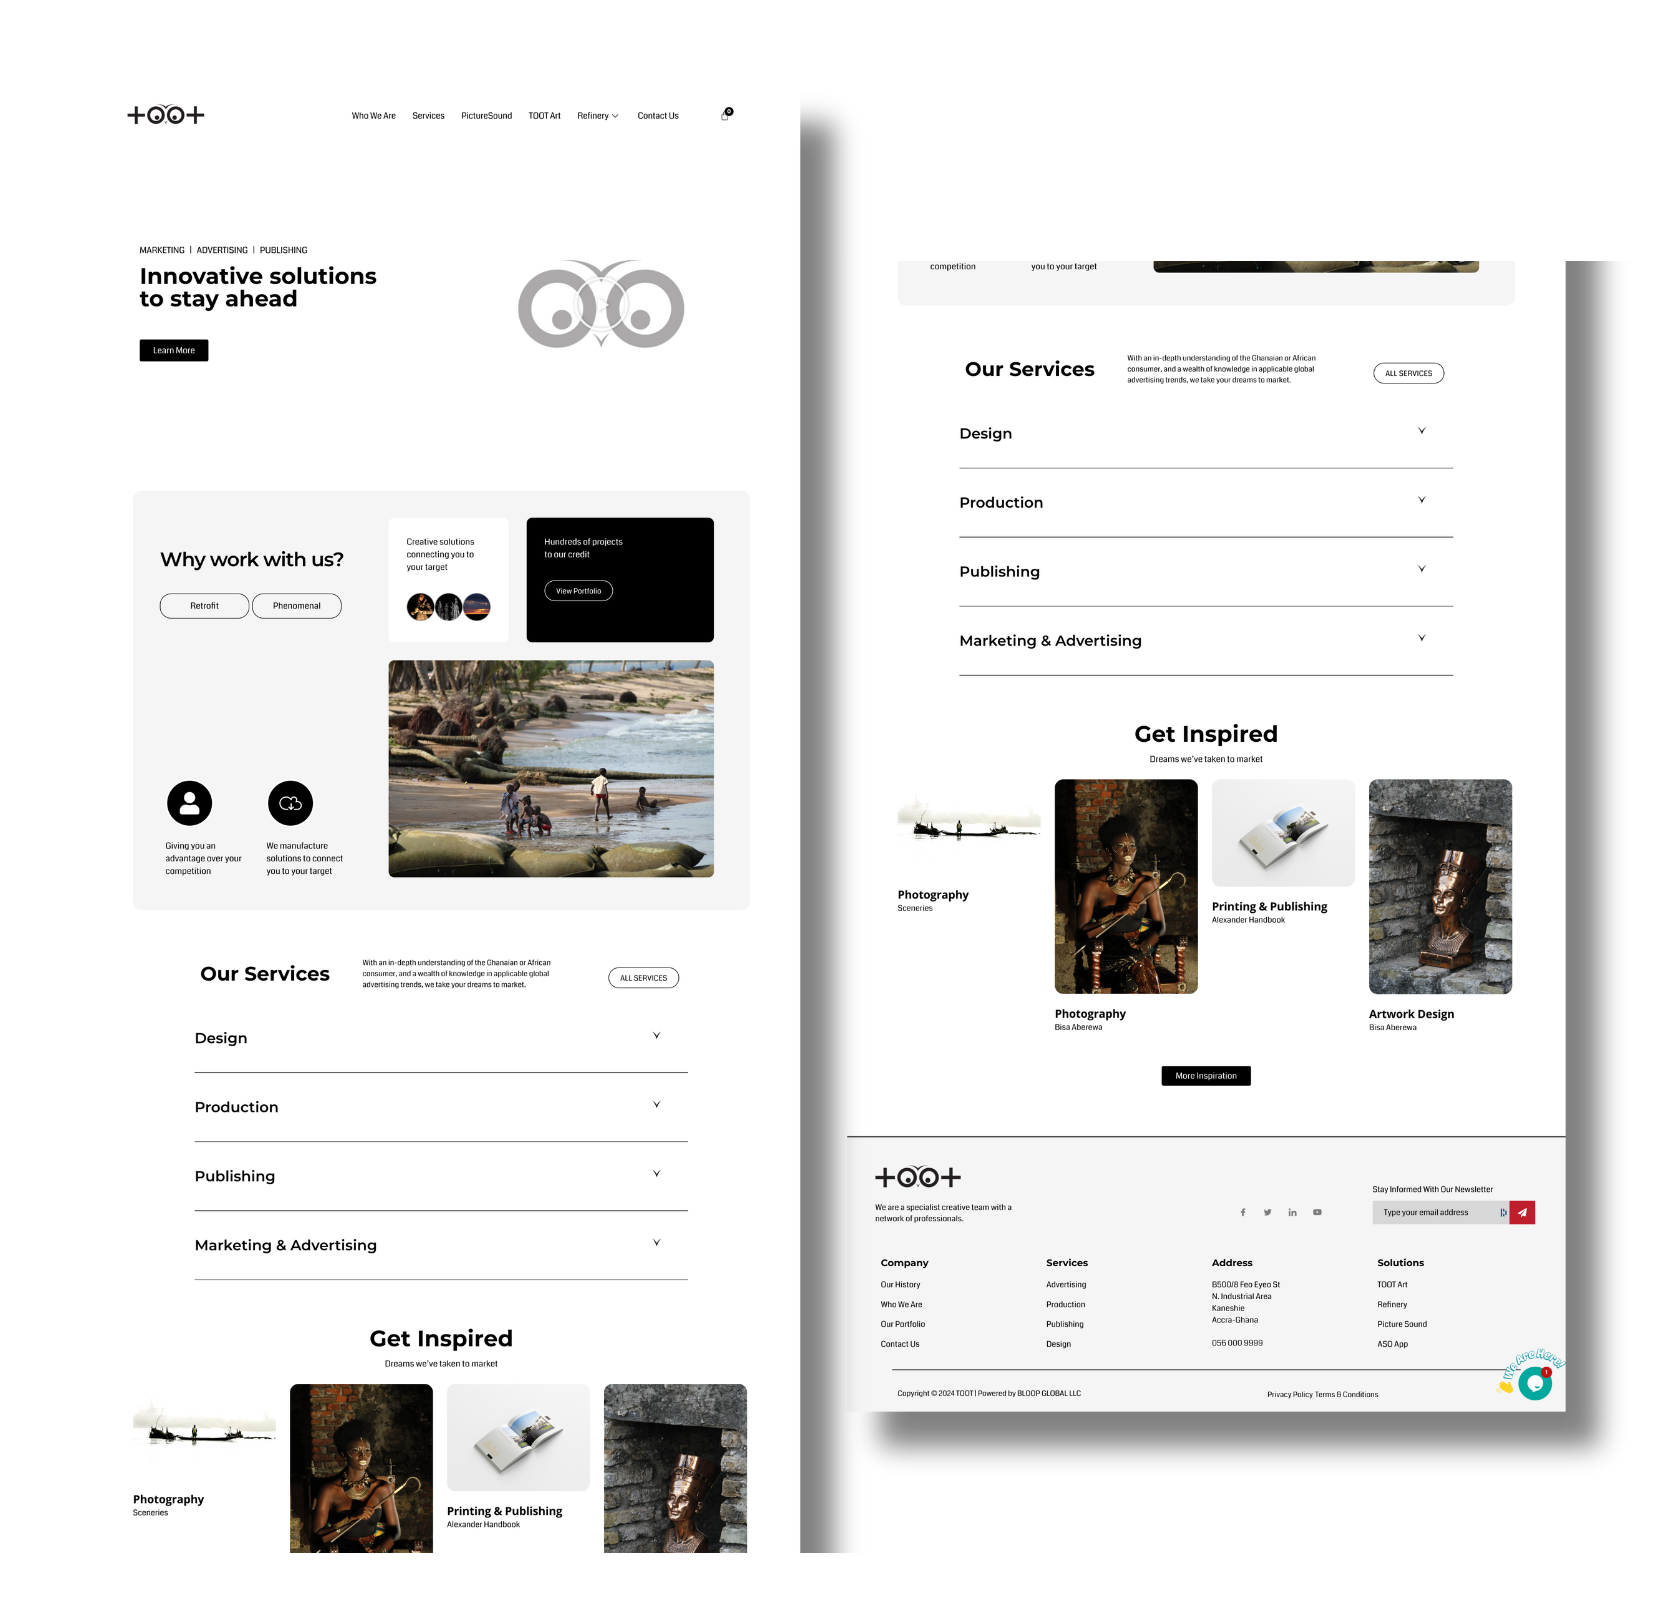 TOOT
Who We Are Services PictureSound TOOT Art Refinery Contact Us 0
MARKETING | ADVERTISING | PUBLISHING
Innovative solutions
to stay ahead
Learn More
Why work with us?
Retrofit Phenomenal
Creative solutions
connecting you to
your target
Hundreds of projects
to our credit
View Portfolio
Giving you an
advantage over your
competition
We manufacture
solutions to connect
you to your target
Our Services
With an in-depth understanding of the Ghanaian or African
consumer, and a wealth of knowledge in applicable global
advertising trends, we take your dreams to market.
ALL SERVICES
Design
Production
Publishing
Marketing & Advertising
Get Inspired
Dreams we've taken to market
Photography
Sceneries
Printing & Publishing
Alexander Handbook
competition
you to your target
Our Services
With an in-depth understanding of the Ghanaian or African
consumer, and a wealth of knowledge in applicable global
advertising trends, we take your dreams to market.
ALL SERVICES
Design
Production
Publishing
Marketing & Advertising
Get Inspired
Dreams we've taken to market
Photography
Sceneries
Photography
Bisa Aberewa
Printing & Publishing
Alexander Handbook
Artwork Design
Bisa Aberewa
More Inspiration
TOOT
We are a specialist creative team with a
network of professionals.
Stay Informed With Our Newsletter
Type your email address
Company
Our History
Who We Are
Our Portfolio
Contact Us
Services
Advertising
Production
Publishing
Design
Address
B500/8 Feo Eyeo St
N. Industrial Area
Kaneshie
Accra-Ghana
056 000 9999
Solutions
TOOT Art
Refinery
Picture Sound
ASO App
We Are Here!
1
Copyright © 2024 TOOT | Powered by BLOOP GLOBAL LLC
Privacy Policy Terms & Conditions